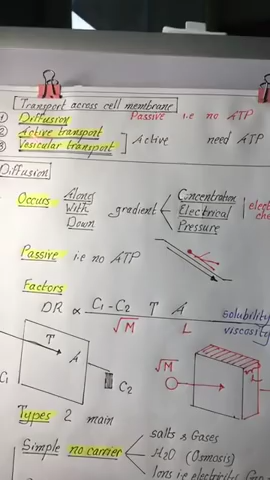 Transport across cell membrane
① Diffusion Passive i.e no ATP
② Active transport
③ Vesicular transport ] Active need ATP
Diffusion
Occurs Along With Down gradient Concentration Electrical Pressure
Passive i.e no ATP
Factors
DR ∝ C1-C2 T A solubility
√M L viscosity
T A √M
C1 C2
Types 2 main
Simple no carrier salts & Gases
H2O (Osmosis)
Ions i.e